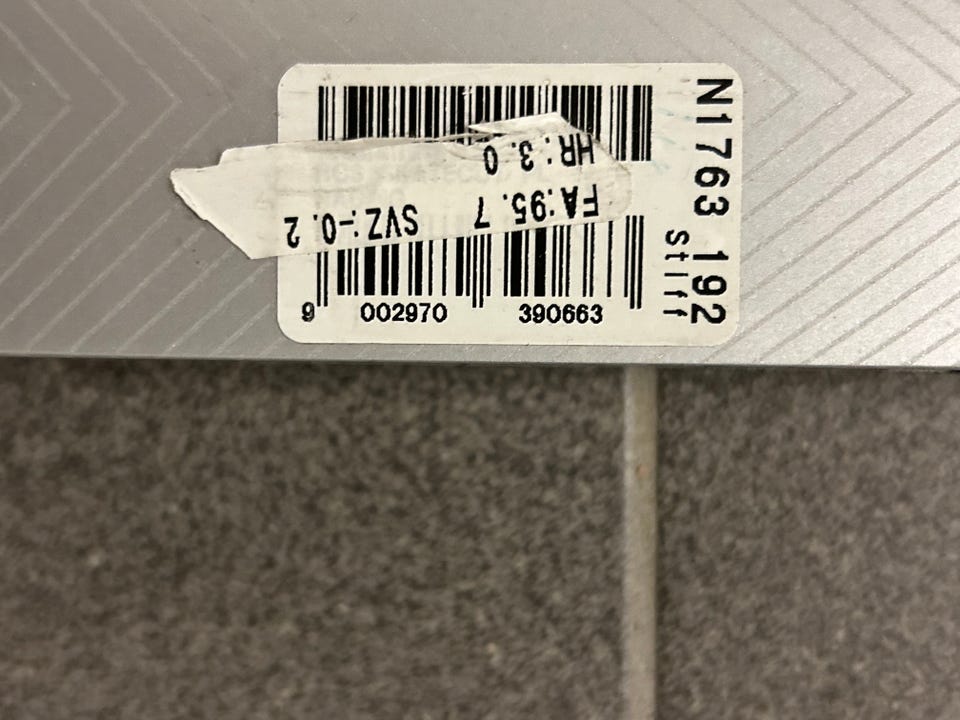 N1763 192
Stiff
FA:95.7 SVZ:-0.2
HR:3.0
9 002970 390663